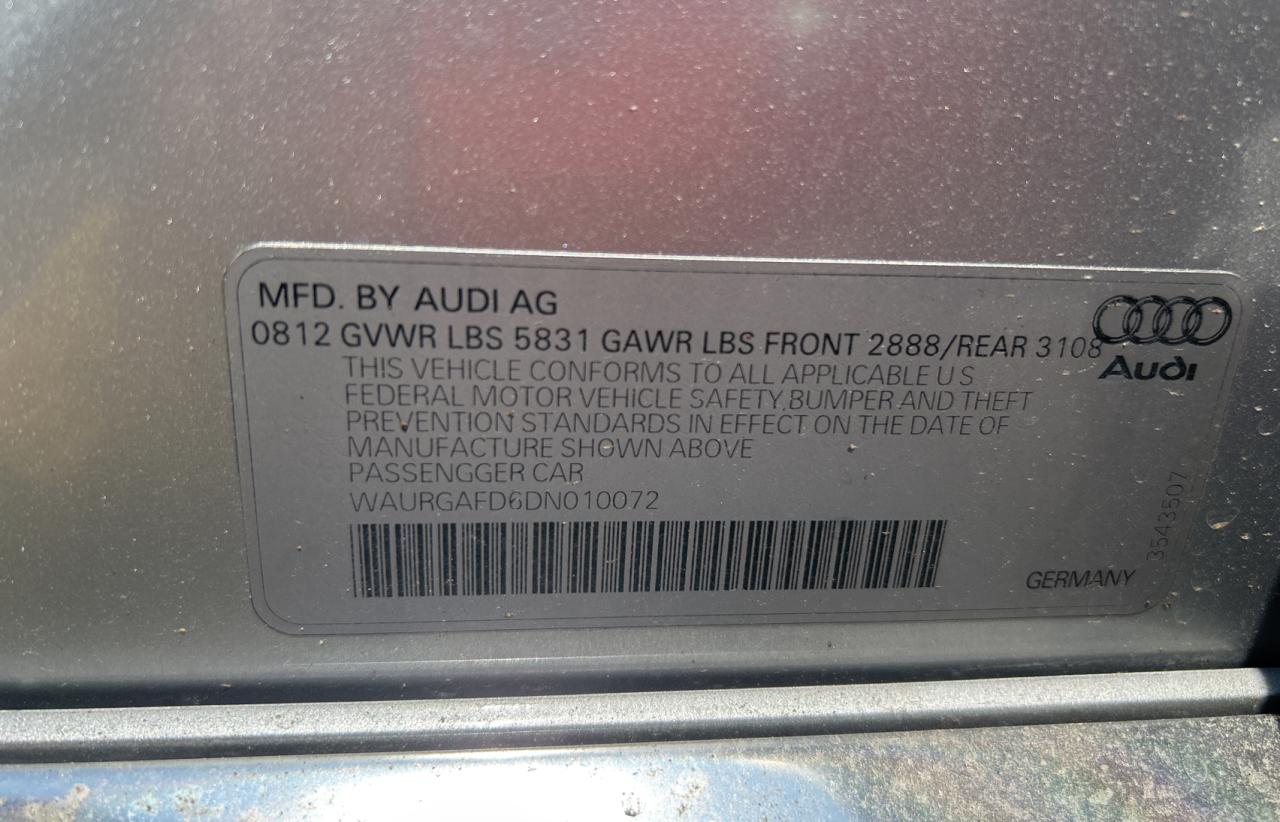 MFD. BY AUDI AG
0812 GVWR LBS 5831 GAWR LBS FRONT 2888/REAR 3108
Audi
THIS VEHICLE CONFORMS TO ALL APPLICABLE U S
FEDERAL MOTOR VEHICLE SAFETY,BUMPER AND THEFT
PREVENTION STANDARDS IN EFFECT ON THE DATE OF
MANUFACTURE SHOWN ABOVE
PASSENGGER CAR
WAURGAFD6DN010072
3543507
GERMANY